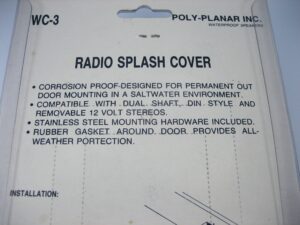 WC-3
POLY-PLANAR INC.
WATERPROOF SPEAKERS
RADIO SPLASH COVER
• CORROSION PROOF-DESIGNED FOR PERMANENT OUT
DOOR MOUNTING IN A SALTWATER ENVIRONMENT.
• COMPATIBLE WITH DUAL SHAFT, DIN STYLE AND
REMOVABLE 12 VOLT STEREOS.
• STAINLESS STEEL MOUNTING HARDWARE INCLUDED.
• RUBBER GASKET AROUND DOOR PROVIDES ALL-
WEATHER PORTECTION.
INSTALLATION: